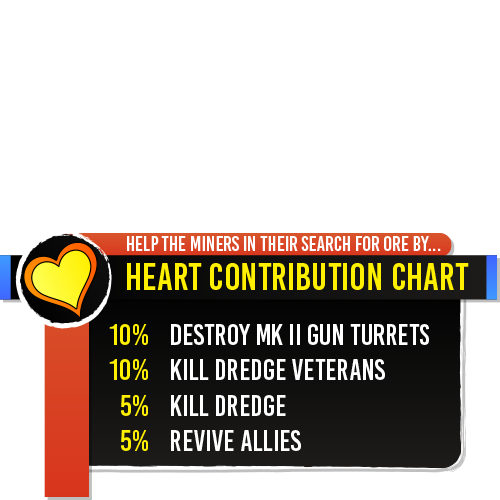 HELP THE MINERS IN THEIR SEARCH FOR ORE BY...
HEART CONTRIBUTION CHART
10% DESTROY MK II GUN TURRETS
10% KILL DREDGE VETERANS
5% KILL DREDGE
5% REVIVE ALLIES